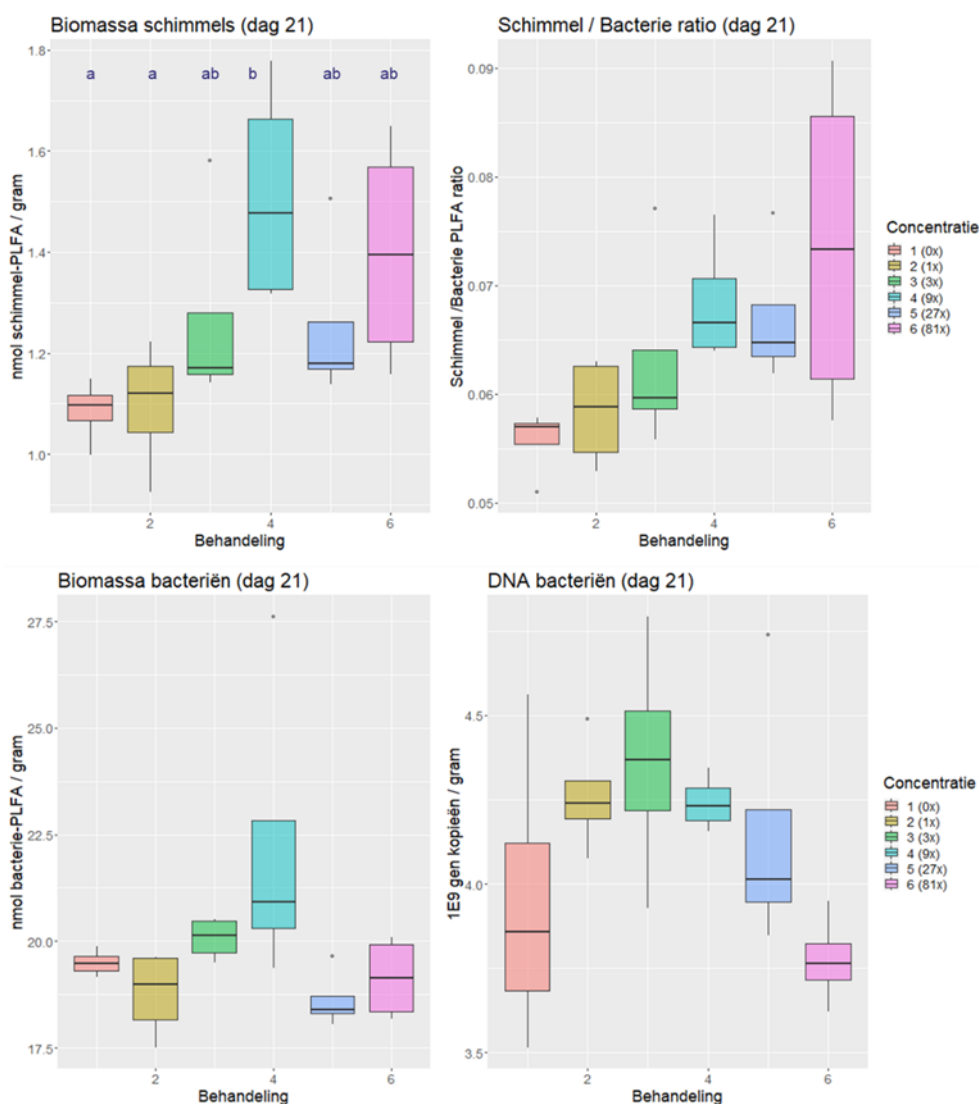 Biomassa schimmels (dag 21)
nmol schimmel-PLFA / gram
1.8
1.6
1.4
1.2
1.0
a a ab b ab ab
2 4 6
Behandeling
Schimmel / Bacterie ratio (dag 21)
Schimmel /Bacterie PLFA ratio
0.09
0.08
0.07
0.06
0.05
2 4 6
Behandeling
Concentratie
1 (0x)
2 (1x)
3 (3x)
4 (9x)
5 (27x)
6 (81x)
Biomassa bacteriën (dag 21)
nmol bacterie-PLFA / gram
27.5
25.0
22.5
20.0
17.5
2 4 6
Behandeling
DNA bacteriën (dag 21)
1E9 gen kopieën / gram
4.5
4.0
3.5
2 4 6
Behandeling
Concentratie
1 (0x)
2 (1x)
3 (3x)
4 (9x)
5 (27x)
6 (81x)